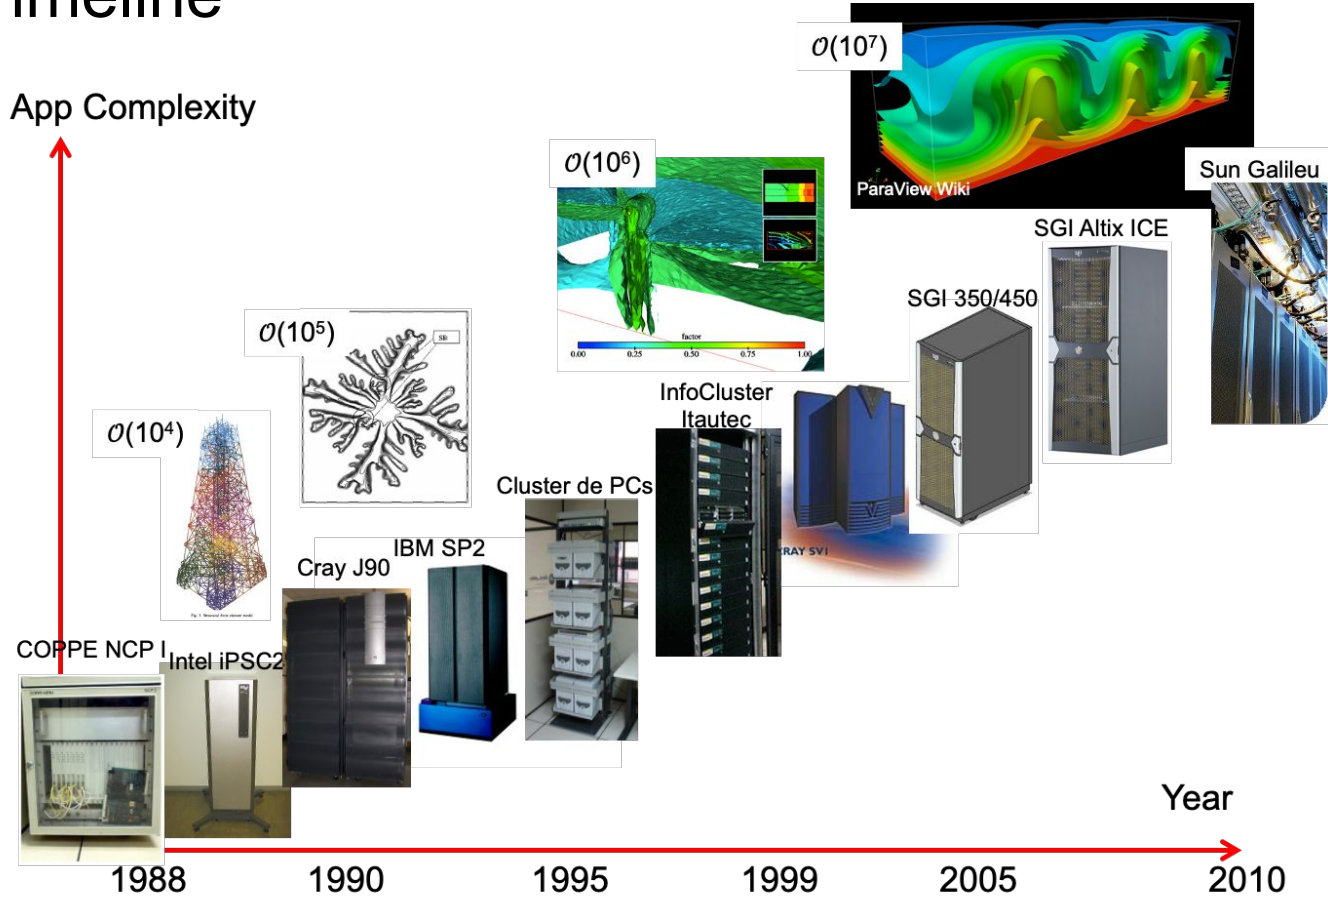 App Complexity
𝒪(10⁷)
ParaView Wiki
Sun Galileu
𝒪(10⁶)
SGI Altix ICE
SGI 350/450
factor
0.00 0.25 0.50 0.75 1.00
𝒪(10⁵)
SB
InfoCluster
Itautec
𝒪(10⁴)
Cluster de PCs
IBM SP2
RAY SV1
Cray J90
COPPE NCP I
Intel iPSC2
Year
1988 1990 1995 1999 2005 2010